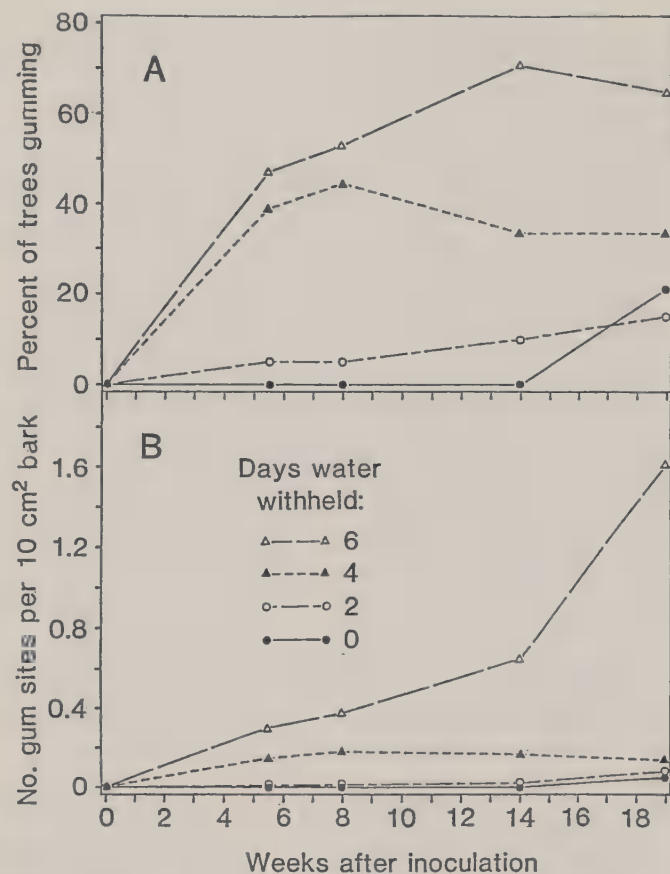 80
60
40
20
0
Percent of trees gumming
A
B
1.6
1.2
0.8
0.4
0
No. gum sites per 10 cm² bark
Days water
withheld:
6
4
2
0
0 2 4 6 8 10 12 14 16 18
Weeks after inoculation